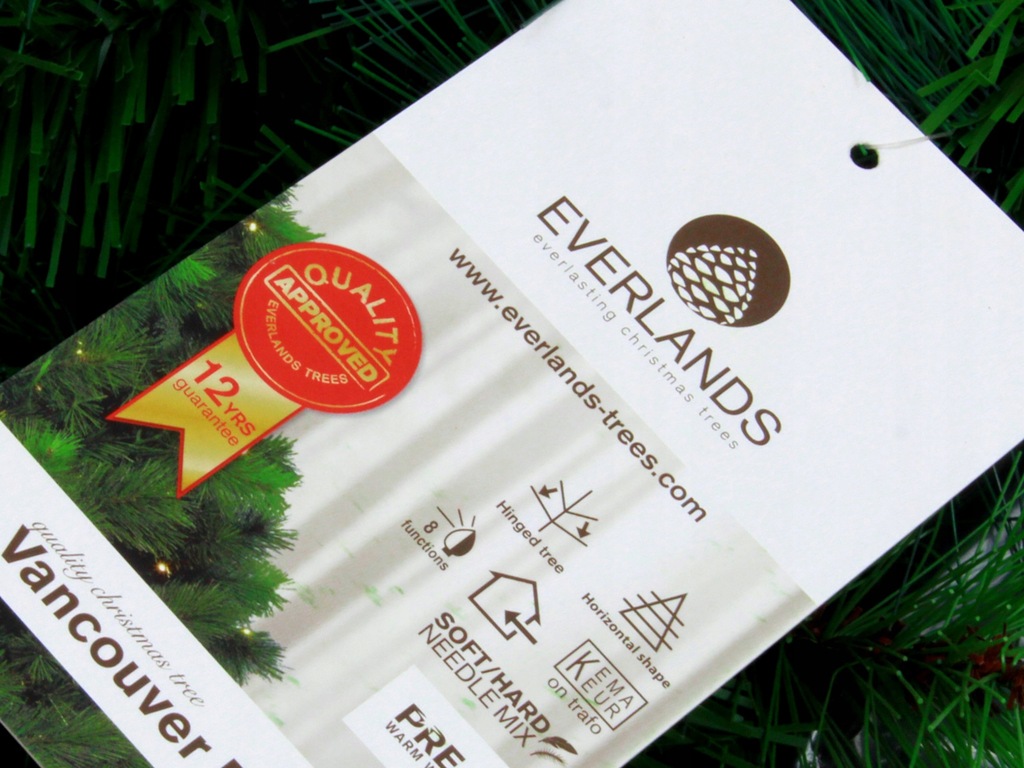 EVERLANDS
everlasting christmas trees
www.everlands-trees.com
QUALITY
APPROVED
EVERLANDS TREES
12 YRS
guarantee
Hinged tree
8
functions
Horizontal shape
SOFT/HARD
NEEDLE MIX
KEMA
KEUR
on trafo
quality christmas tree
Vancouver
PRE
WARM